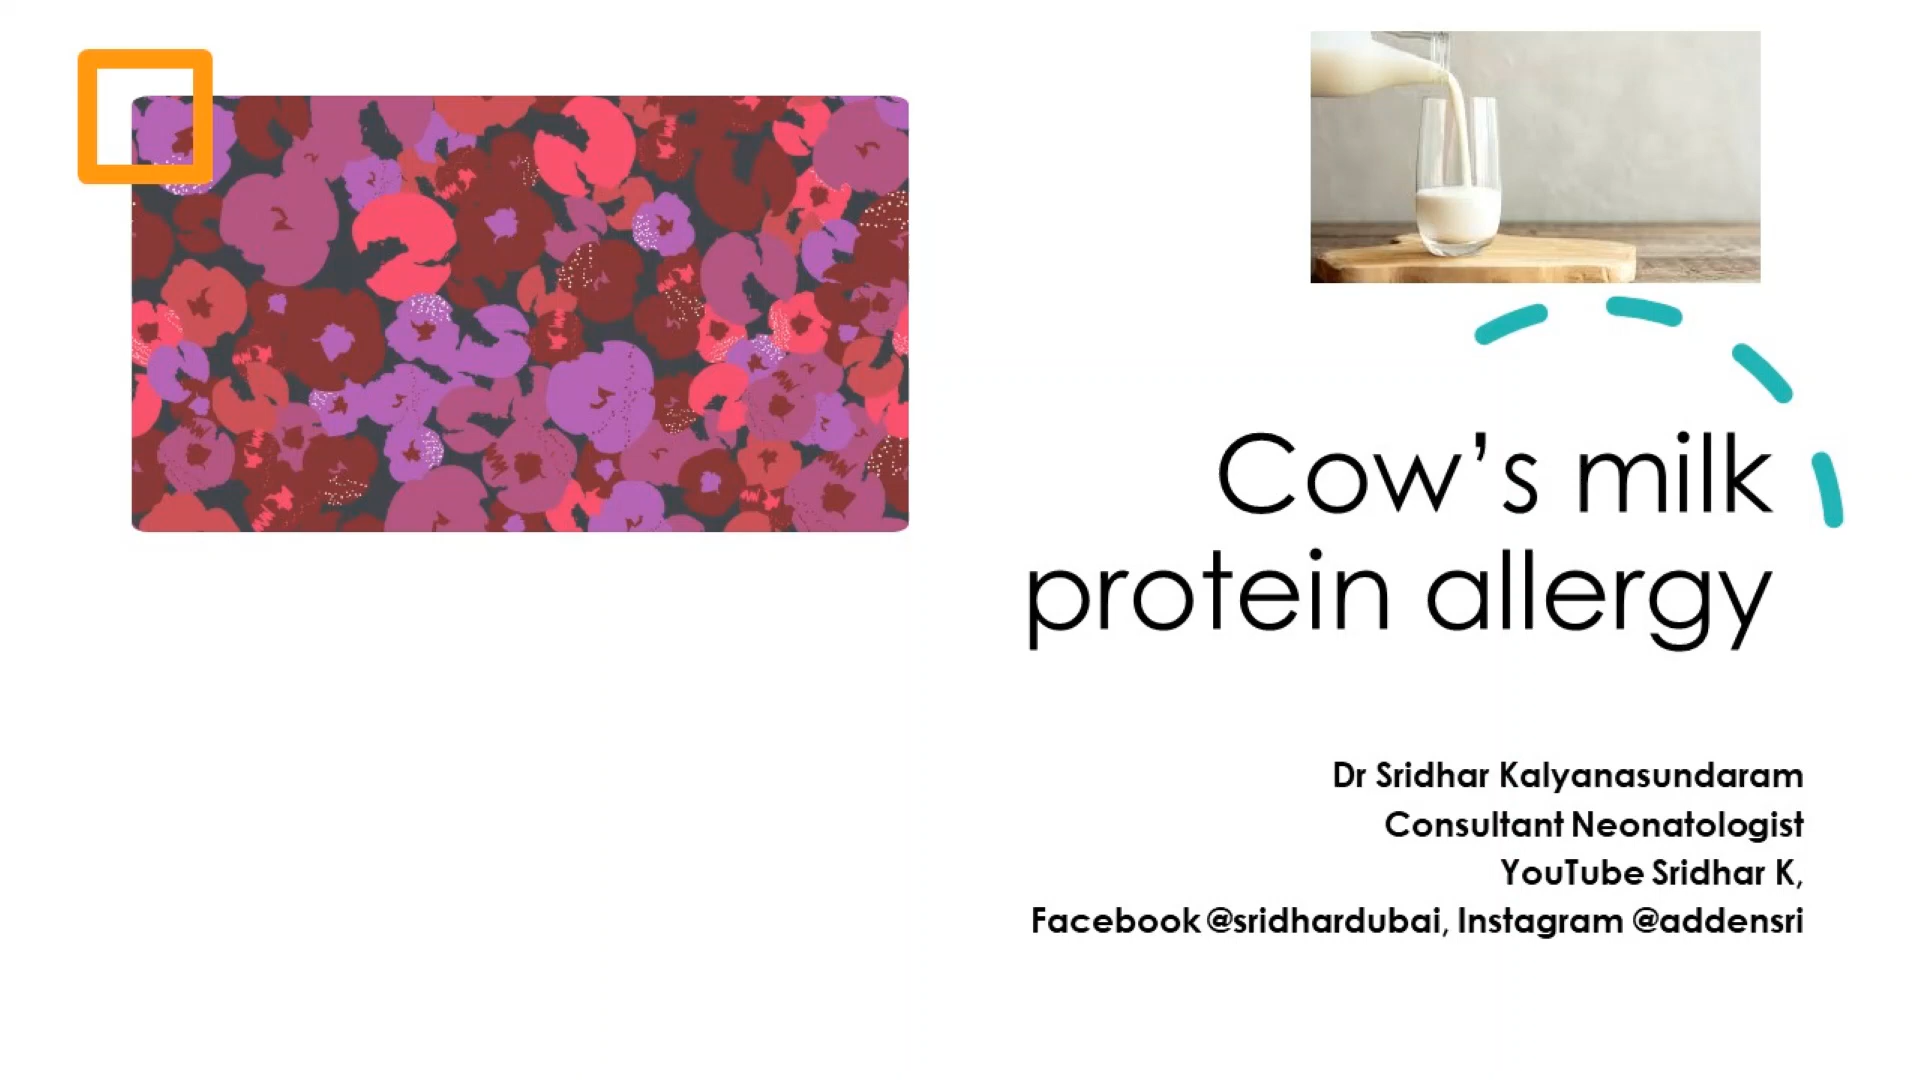 Cow’s milk
protein allergy
Dr Sridhar Kalyanasundaram
Consultant Neonatologist
YouTube Sridhar K,
Facebook @sridhardubai, Instagram @addensri